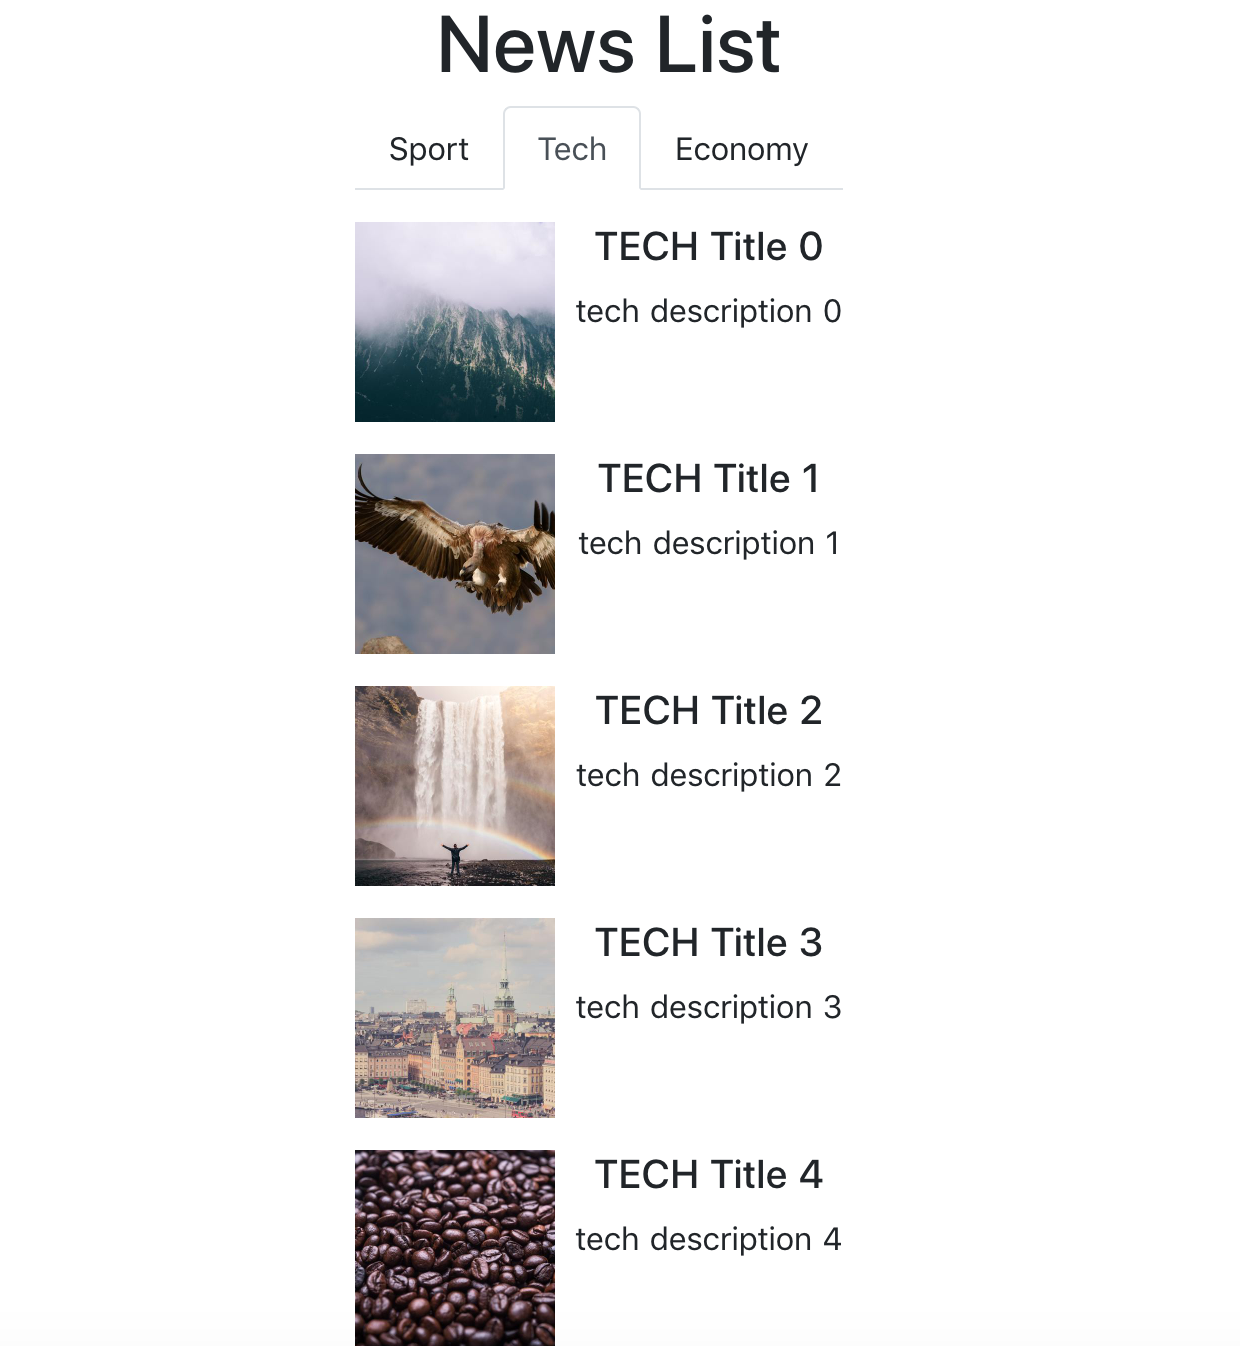 News List
Sport Tech Economy
TECH Title 0
tech description 0
TECH Title 1
tech description 1
TECH Title 2
tech description 2
TECH Title 3
tech description 3
TECH Title 4
tech description 4